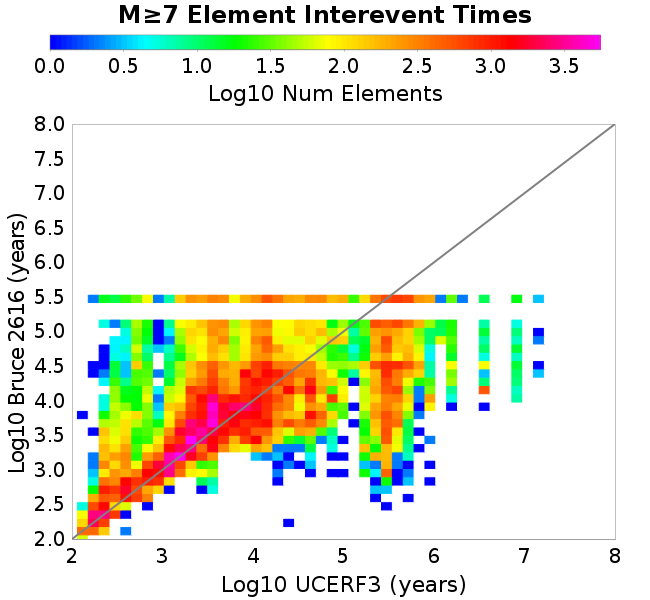 M≥7 Element Interevent Times
0.0 0.5 1.0 1.5 2.0 2.5 3.0 3.5
Log10 Num Elements
8.0
7.5
7.0
6.5
6.0
5.5
5.0
4.5
4.0
3.5
3.0
2.5
2.0
Log10 Bruce 2616 (years)
2 3 4 5 6 7 8
Log10 UCERF3 (years)